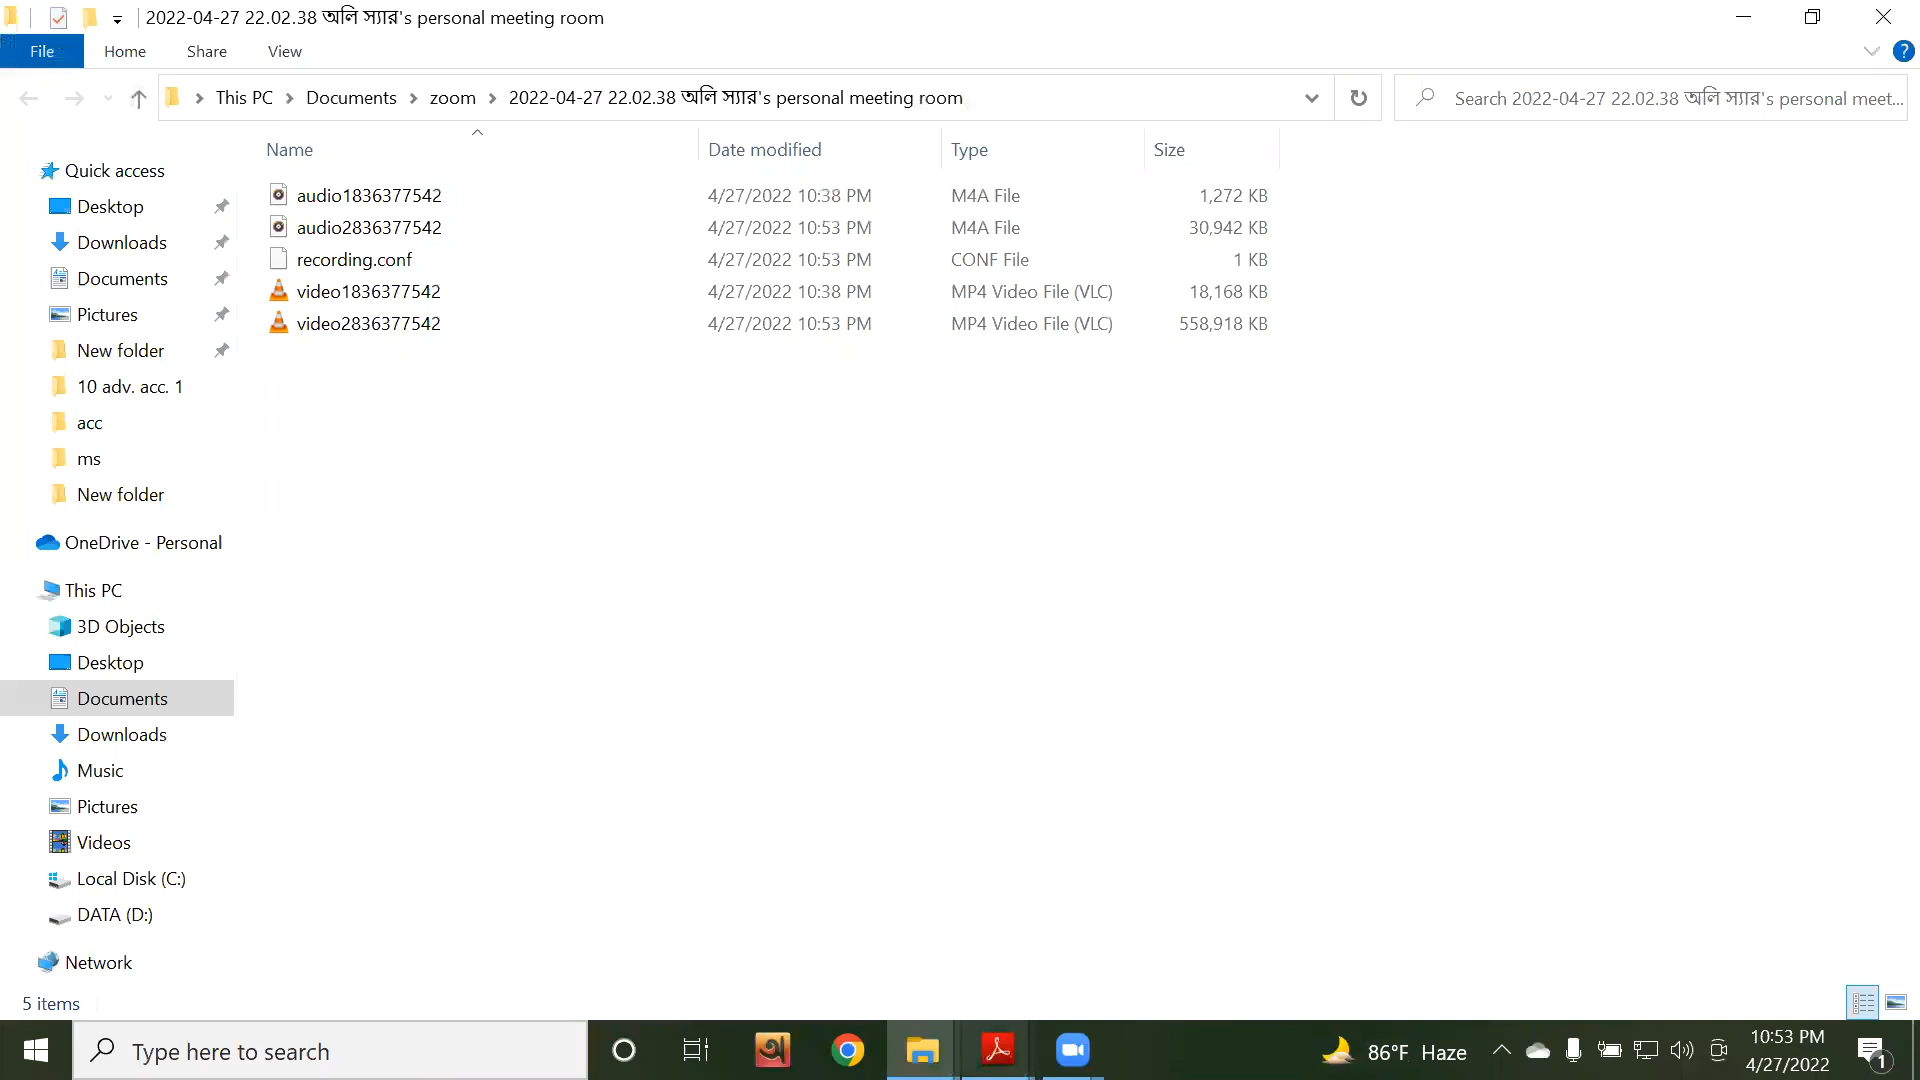 2022-04-27 22.02.38 অলি স্যার's personal meeting room
File Home Share View
This PC Documents zoom 2022-04-27 22.02.38 অলি স্যার's personal meeting room
Search 2022-04-27 22.02.38 অলি স্যার's personal meet...
Name Date modified Type Size
audio1836377542 4/27/2022 10:38 PM M4A File 1,272 KB
audio2836377542 4/27/2022 10:53 PM M4A File 30,942 KB
recording.conf 4/27/2022 10:53 PM CONF File 1 KB
video1836377542 4/27/2022 10:38 PM MP4 Video File (VLC) 18,168 KB
video2836377542 4/27/2022 10:53 PM MP4 Video File (VLC) 558,918 KB
Quick access
Desktop
Downloads
Documents
Pictures
New folder
10 adv. acc. 1
acc
ms
New folder
OneDrive - Personal
This PC
3D Objects
Desktop
Documents
Downloads
Music
Pictures
Videos
Local Disk (C:)
DATA (D:)
Network
5 items
Type here to search
অ
86°F Haze
10:53 PM
4/27/2022
1